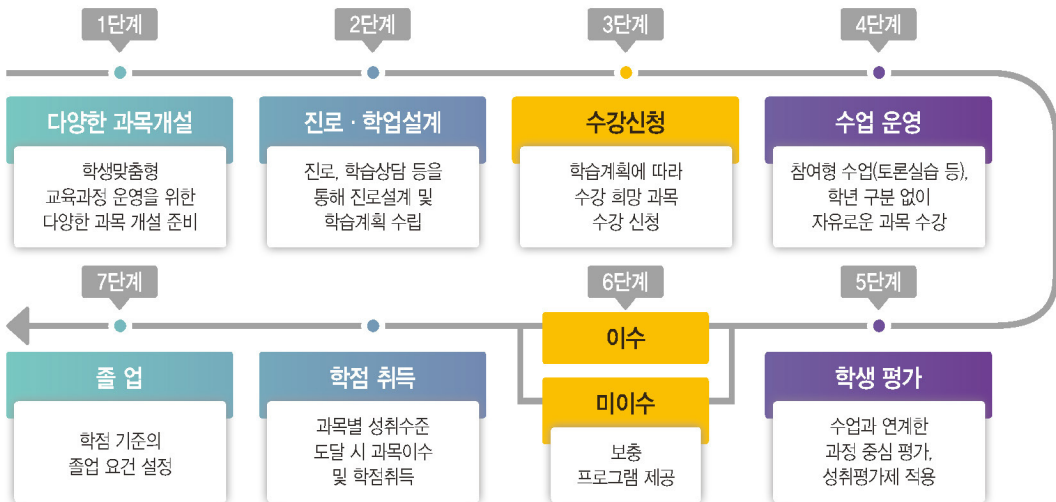 1단계
다양한 과목개설
학생맞춤형
교육과정 운영을 위한
다양한 과목 개설 준비
2단계
진로 · 학업설계
진로, 학습상담 등을
통해 진로설계 및
학습계획 수립
3단계
수강신청
학습계획에 따라
수강 희망 과목
수강 신청
4단계
수업 운영
참여형 수업(토론실습 등),
학년 구분 없이
자유로운 과목 수강
5단계
학생 평가
수업과 연계한
과정 중심 평가,
성취평가제 적용
6단계
이수
미이수
보충
프로그램 제공
학점 취득
과목별 성취수준
도달 시 과목이수
및 학점취득
7단계
졸 업
학점 기준의
졸업 요건 설정